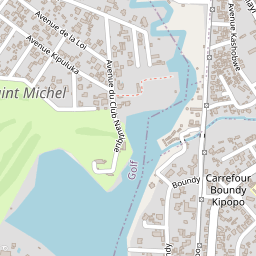 Avenue de la Loi
Avenue Kipuluka
Avenue du Club Nautique
int Michel
Golf
Boundy
Carrefour
Boundy
Kipopo
Boundy
Avenue Kashobwe